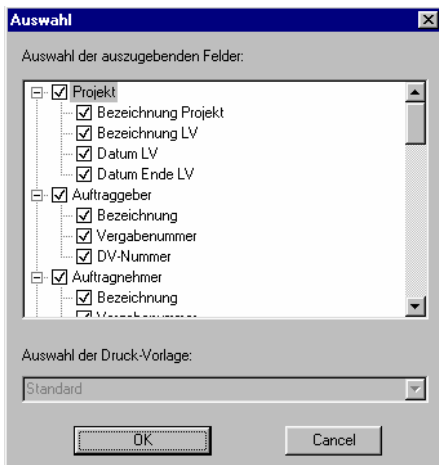 Auswahl
Auswahl der auszugebenden Felder:
Projekt
Bezeichnung Projekt
Bezeichnung LV
Datum LV
Datum Ende LV
Auftraggeber
Bezeichnung
Vergabenummer
DV-Nummer
Auftragnehmer
Bezeichnung
Auswahl der Druck-Vorlage:
Standard
OK
Cancel